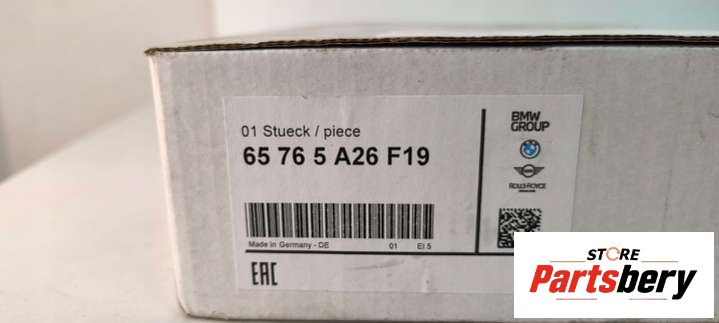 01 Stueck / piece
65 76 5 A26 F19
Made in Germany - DE 01 EI 5
EAC
BMW
GROUP
MINI
ROLLS-ROYCE
STORE
Partsbery